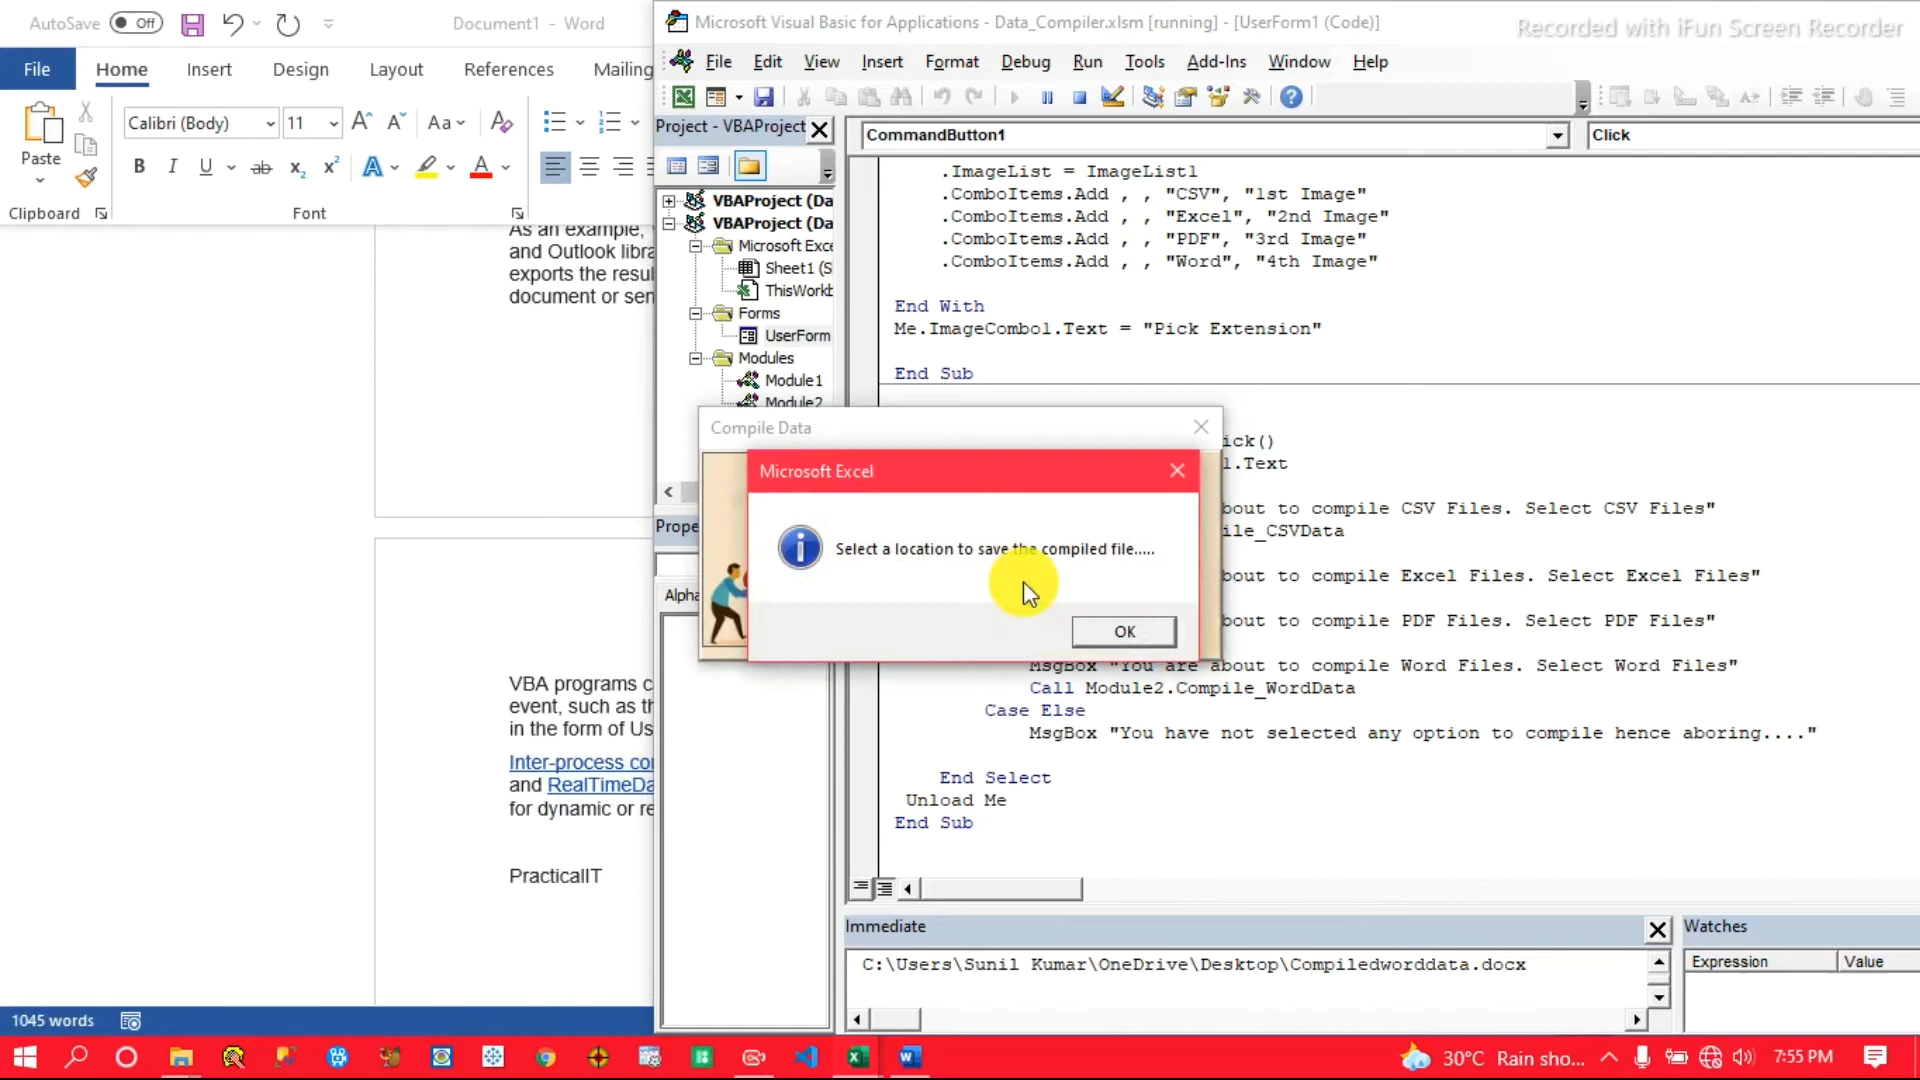 AutoSave Off Document1 - Word
File Home Insert Design Layout References Mailing
Paste
Calibri (Body) 11 Aa
B I U ab x₂ x² A A
Clipboard Font
As an example,
and Outlook libra
exports the resul
document or sen
VBA programs c
event, such as th
in the form of Us
Inter-process co
and RealTimeDa
for dynamic or re
PracticalIT
1045 words
Microsoft Visual Basic for Applications - Data_Compiler.xlsm [running] - [UserForm1 (Code)]
Recorded with iFun Screen Recorder
File Edit View Insert Format Debug Run Tools Add-Ins Window Help
Project - VBAProject
VBAProject (Da
VBAProject (Da
Microsoft Exce
Sheet1 (S
ThisWorkb
Forms
UserForm
Modules
Module1
Module2
Prope
Alpha
CommandButton1 Click
.ImageList = ImageList1
.ComboItems.Add , , "CSV", "1st Image"
.ComboItems.Add , , "Excel", "2nd Image"
.ComboItems.Add , , "PDF", "3rd Image"
.ComboItems.Add , , "Word", "4th Image"
End With
Me.ImageCombo1.Text = "Pick Extension"
End Sub
ick()
.Text
bout to compile CSV Files. Select CSV Files"
ile_CSVData
bout to compile Excel Files. Select Excel Files"
bout to compile PDF Files. Select PDF Files"
MsgBox "You are about to compile Word Files. Select Word Files"
Call Module2.Compile_WordData
Case Else
MsgBox "You have not selected any option to compile hence aboring...."
End Select
Unload Me
End Sub
Compile Data
Microsoft Excel
Select a location to save the compiled file.....
OK
Immediate
C:\Users\Sunil Kumar\OneDrive\Desktop\Compiledworddata.docx
Watches
Expression Value
30°C Rain sho... 7:55 PM